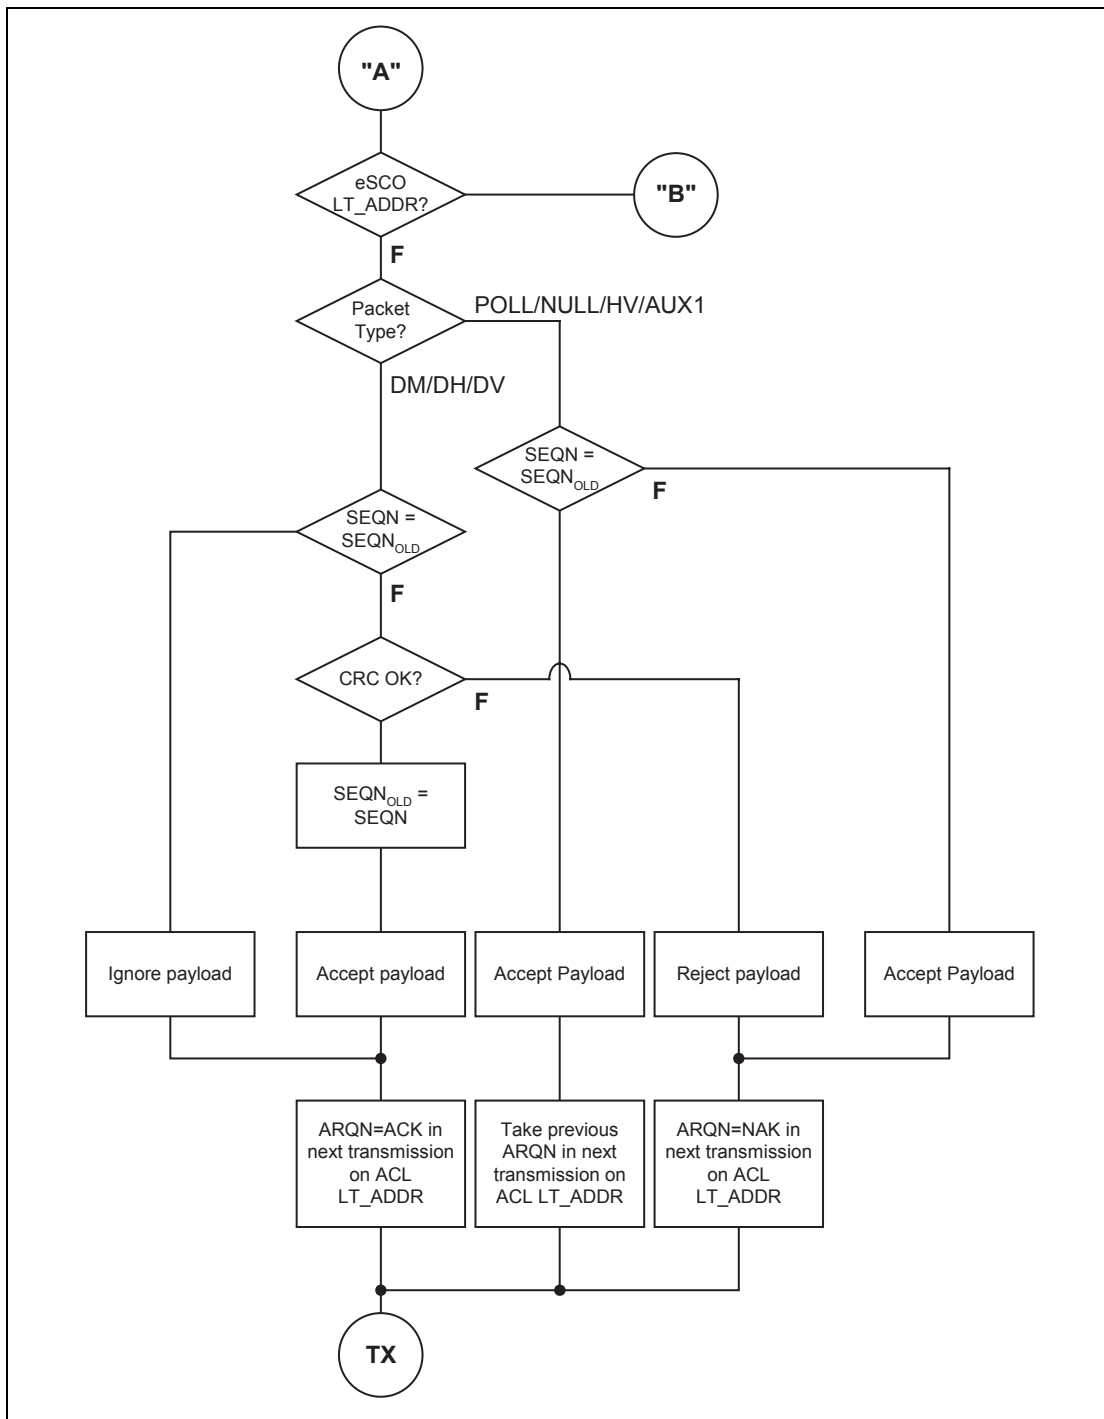 "A"
eSCO
LT_ADDR?
"B"
F
Packet
Type?
POLL/NULL/HV/AUX1
DM/DH/DV
SEQN =
SEQNOLD
F
SEQN =
SEQNOLD
F
CRC OK?
F
SEQNOLD =
SEQN
Ignore payload
Accept payload
Accept Payload
Reject payload
Accept Payload
ARQN=ACK in
next transmission
on ACL
LT_ADDR
Take previous
ARQN in next
transmission on
ACL LT_ADDR
ARQN=NAK in
next transmission
on ACL
LT_ADDR
TX